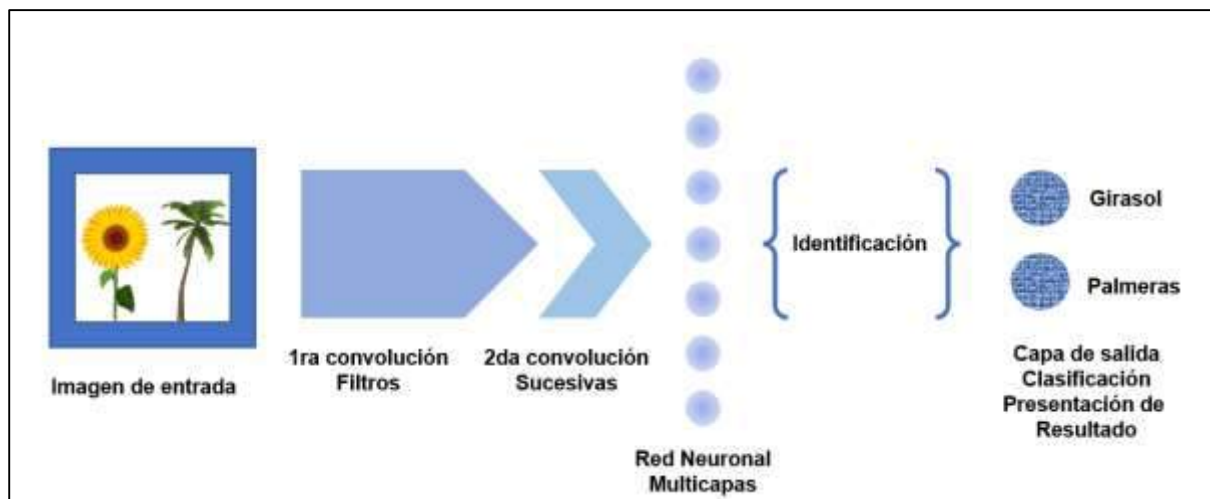 Imagen de entrada
1ra convolución
Filtros
2da convolución
Sucesivas
Red Neuronal
Multicapas
Identificación
Girasol
Palmeras
Capa de salida
Clasificación
Presentación de
Resultado